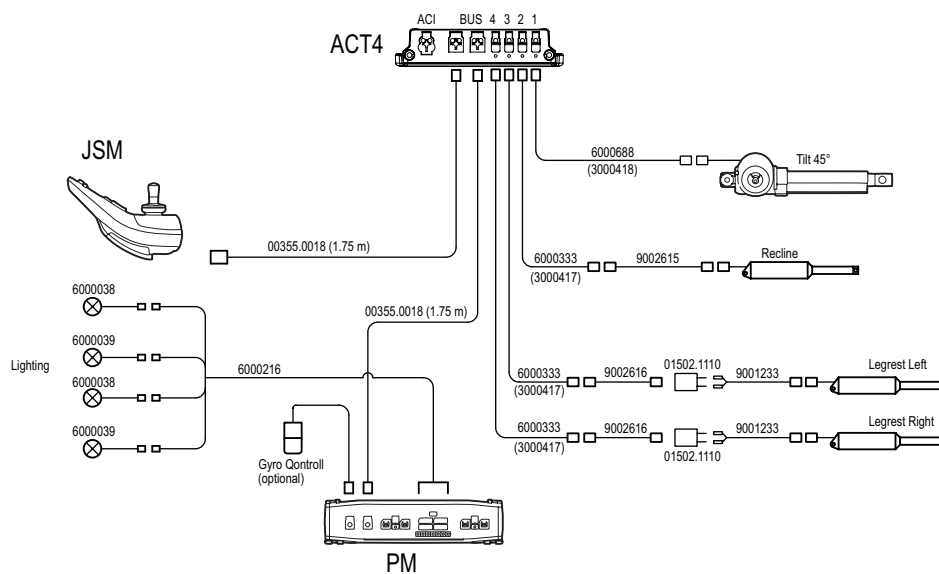 ACI BUS 4 3 2 1
ACT4
JSM
6000688
(3000418)
Tilt 45°
00355.0018 (1.75 m)
6000333
(3000417)
9002615
Recline
6000038
00355.0018 (1.75 m)
6000039
Lighting
6000216
6000038
6000039
6000333
(3000417)
9002616
01502.1110
9001233
Legrest Left
6000333
(3000417)
9002616
01502.1110
9001233
Legrest Right
Gyro Qontroll
(optional)
PM